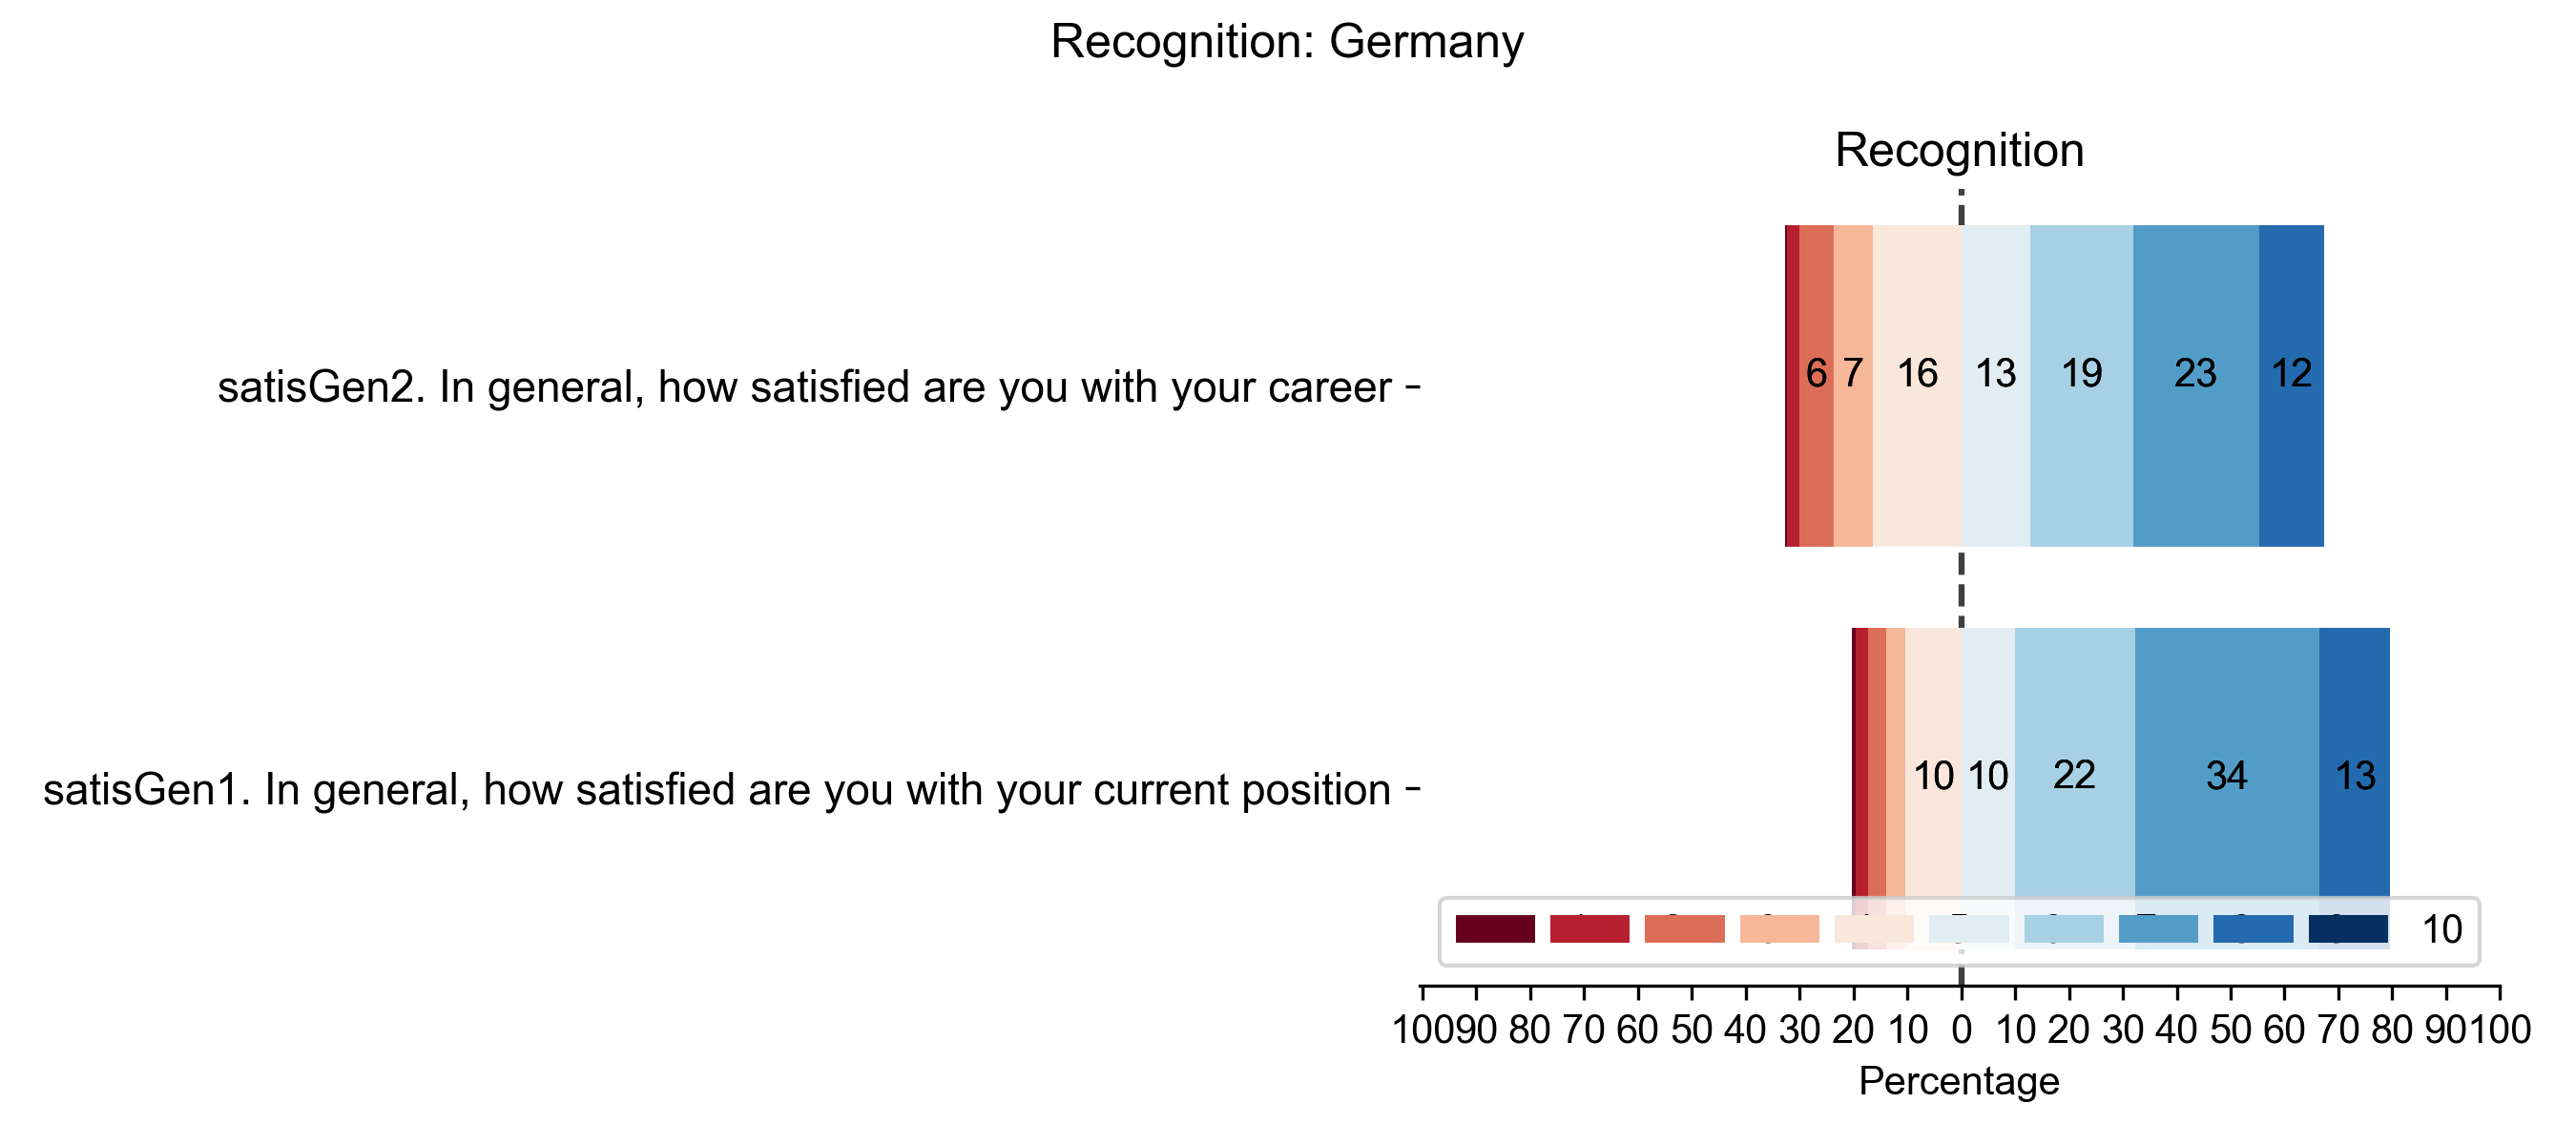 Recognition: Germany
Recognition
satisGen2. In general, how satisfied are you with your career
6 7 16 13 19 23 12
satisGen1. In general, how satisfied are you with your current position
10 10 22 34 13
10
100 90 80 70 60 50 40 30 20 10 0 10 20 30 40 50 60 70 80 90 100
Percentage